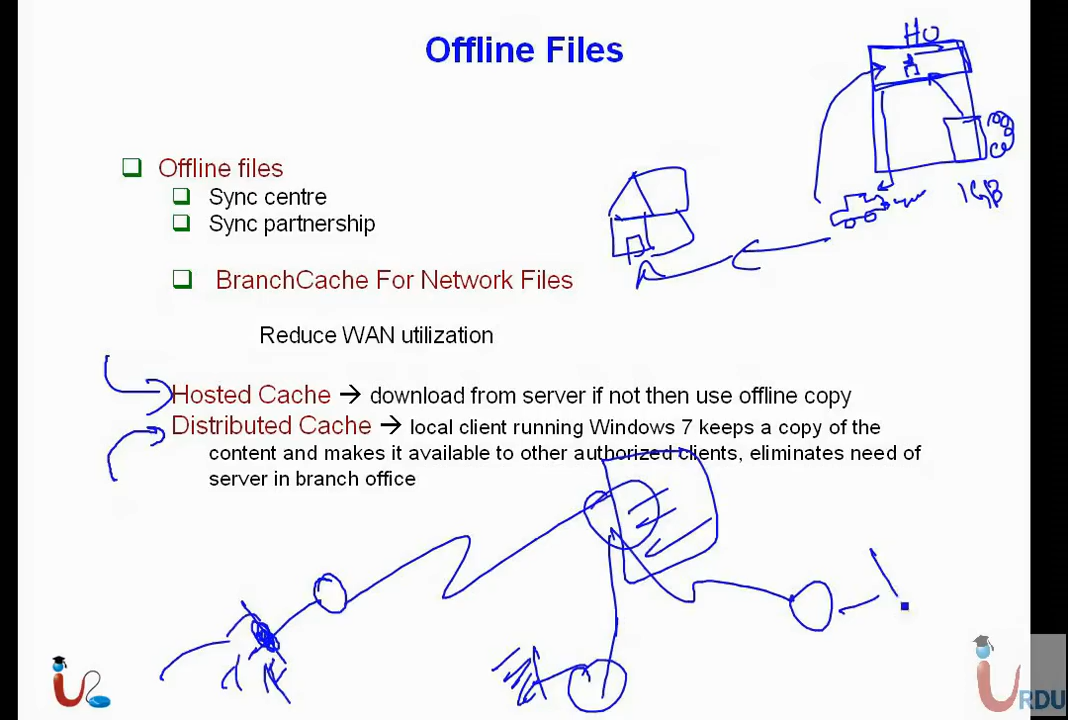 Offline Files
HO
Offline files
Sync centre
Sync partnership
1GB
BranchCache For Network Files
Reduce WAN utilization
Hosted Cache → download from server if not then use offline copy
Distributed Cache → local client running Windows 7 keeps a copy of the
content and makes it available to other authorized clients, eliminates need of
server in branch office
URDU